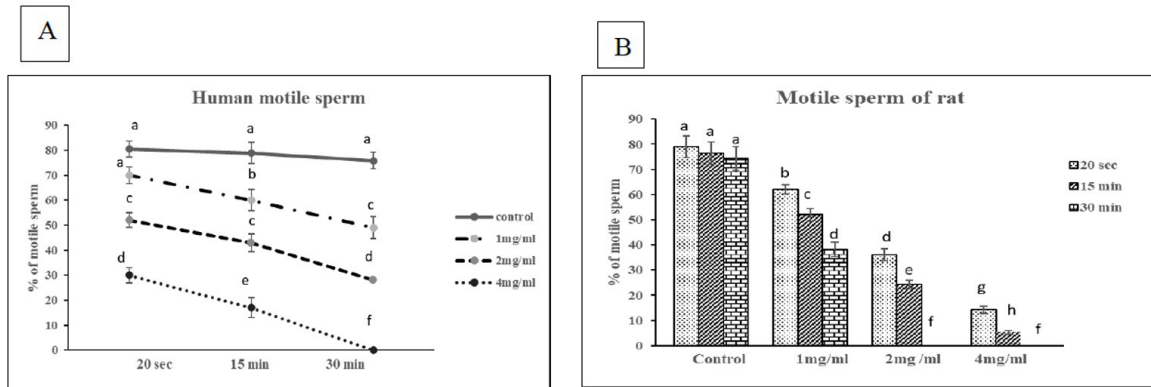 A
B
Human motile sperm
% of motile sperm
90
80
70
60
50
40
30
20
10
0
a
a
a
a
b
c
c
c
d
d
e
f
20 sec
15 min
30 min
control
1mg/ml
2mg/ml
4mg/ml
Motile sperm of rat
% of motile sperm
90
80
70
60
50
40
30
20
10
0
a
a
a
b
c
d
d
e
f
g
h
f
Control
1mg/ml
2mg /ml
4mg/ml
20 sec
15 min
30 min